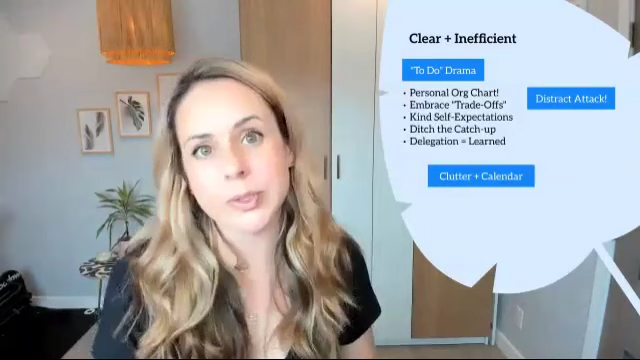 Clear + Inefficient
"To Do" Drama
• Personal Org Chart!
• Embrace "Trade-Offs"
• Kind Self-Expectations
• Ditch the Catch-up
• Delegation = Learned
Distract Attack!
Clutter + Calendar